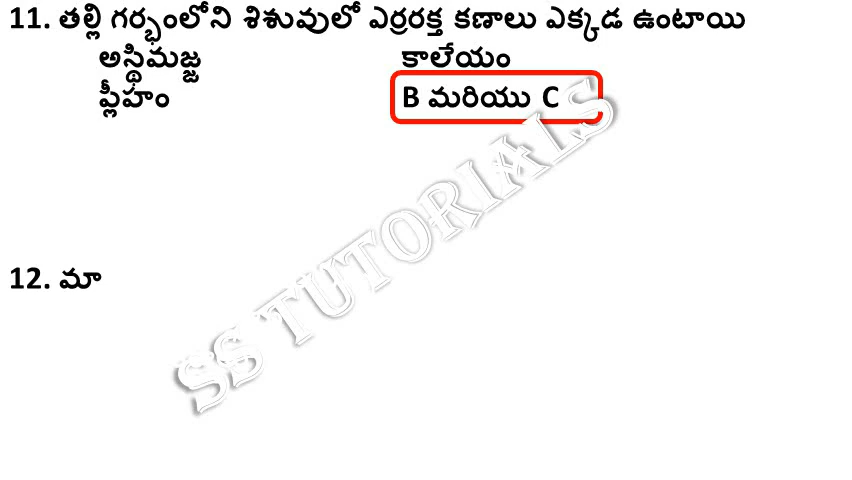 11. తల్లి గర్భంలోని శిశువులో ఎర్రరక్త కణాలు ఎక్కడ ఉంటాయి
అస్థిమజ్జ కాలేయం
ప్లీహం B మరియు C
SS TUTORIALS
12. మా